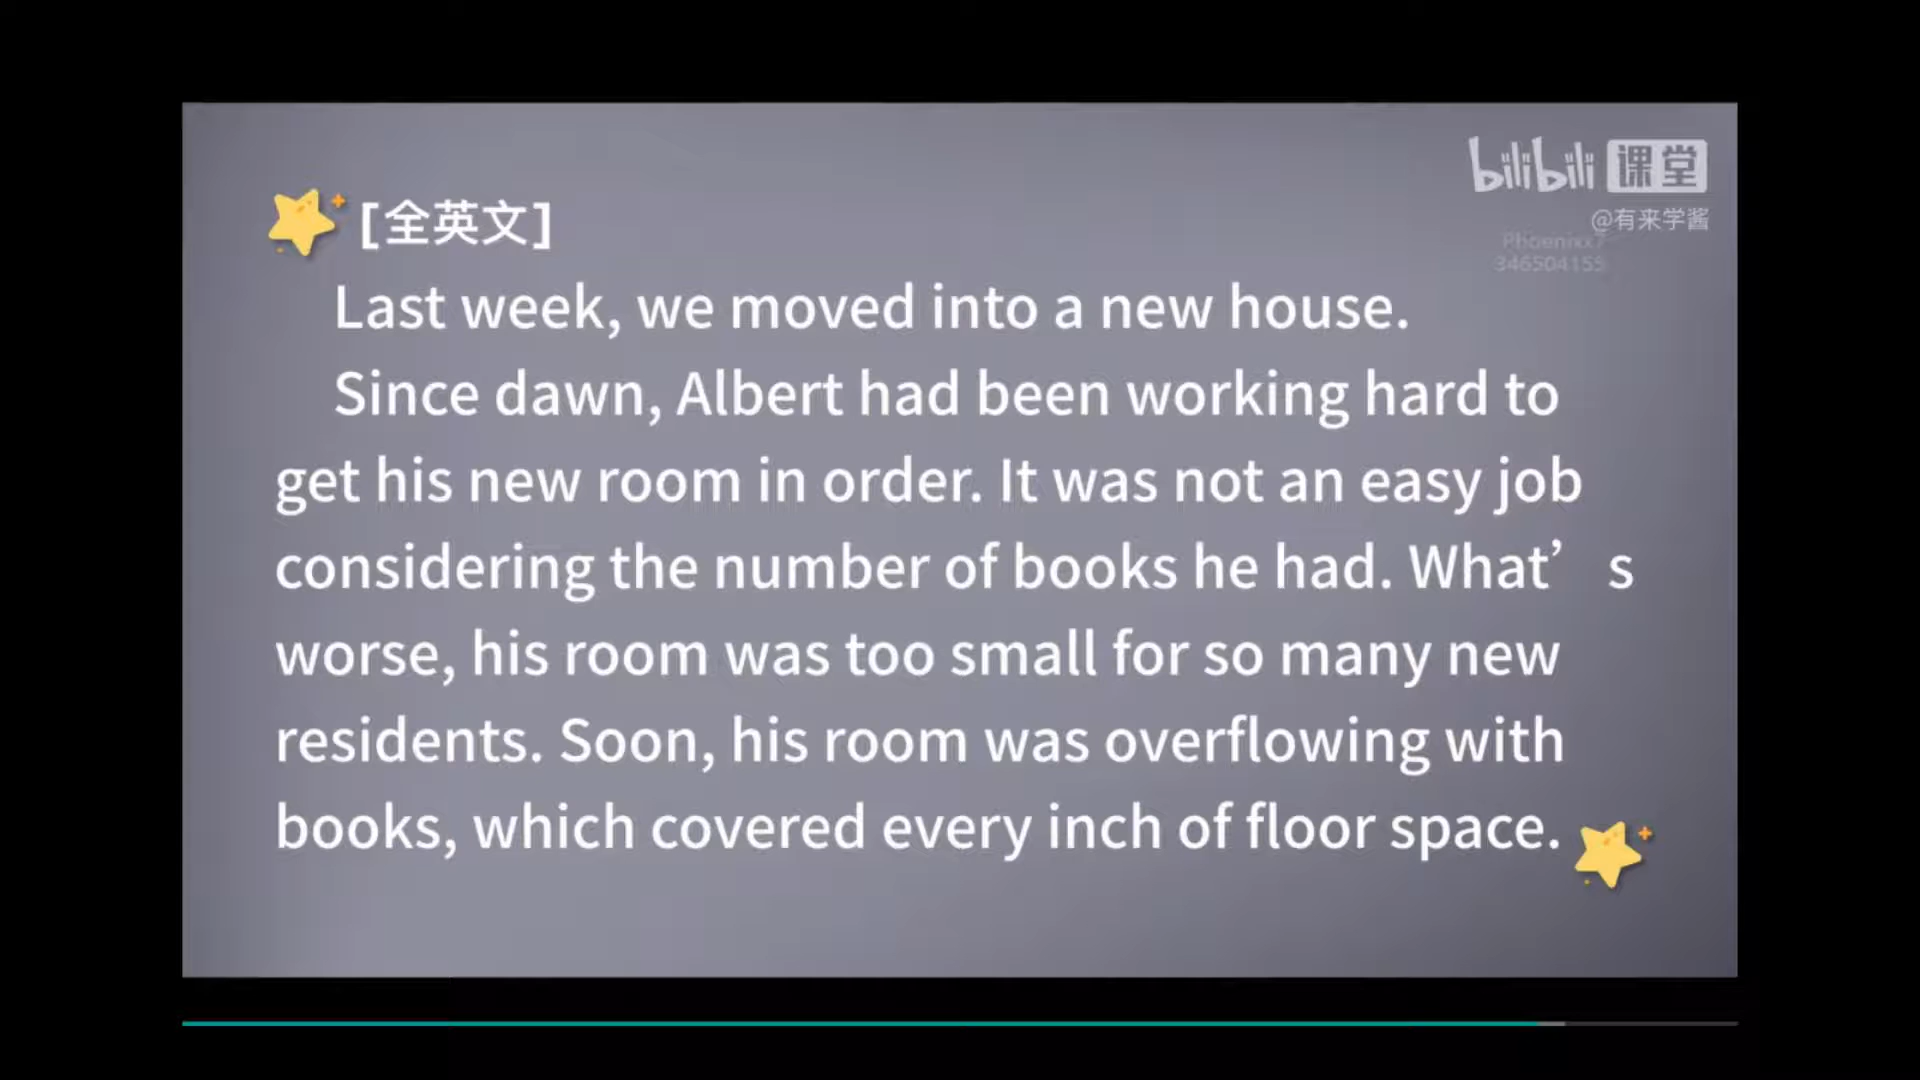 bilibili 课堂
@有来学酱
Phoenixx7
346504155
[全英文]
Last week, we moved into a new house.
Since dawn, Albert had been working hard to
get his new room in order. It was not an easy job
considering the number of books he had. What’ s
worse, his room was too small for so many new
residents. Soon, his room was overflowing with
books, which covered every inch of floor space.